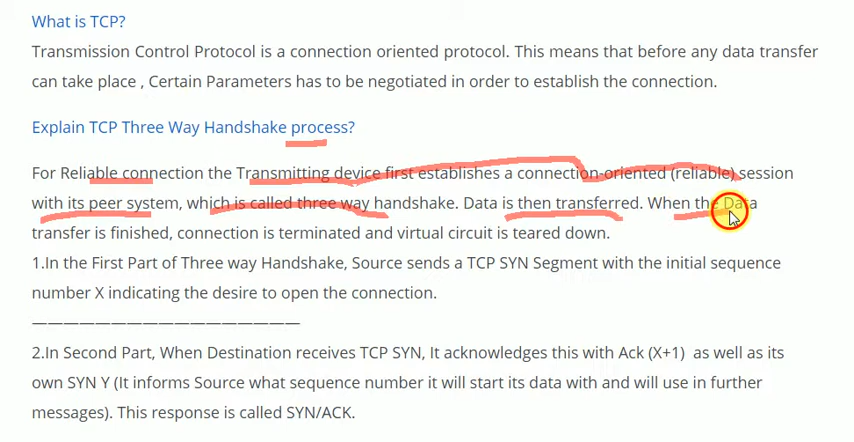 What is TCP?
Transmission Control Protocol is a connection oriented protocol. This means that before any data transfer
can take place , Certain Parameters has to be negotiated in order to establish the connection.
Explain TCP Three Way Handshake process?
For Reliable connection the Transmitting device first establishes a connection-oriented (reliable) session
with its peer system, which is called three way handshake. Data is then transferred. When the Data
transfer is finished, connection is terminated and virtual circuit is teared down.
1.In the First Part of Three way Handshake, Source sends a TCP SYN Segment with the initial sequence
number X indicating the desire to open the connection.
—————————————————
2.In Second Part, When Destination receives TCP SYN, It acknowledges this with Ack (X+1) as well as its
own SYN Y (It informs Source what sequence number it will start its data with and will use in further
messages). This response is called SYN/ACK.